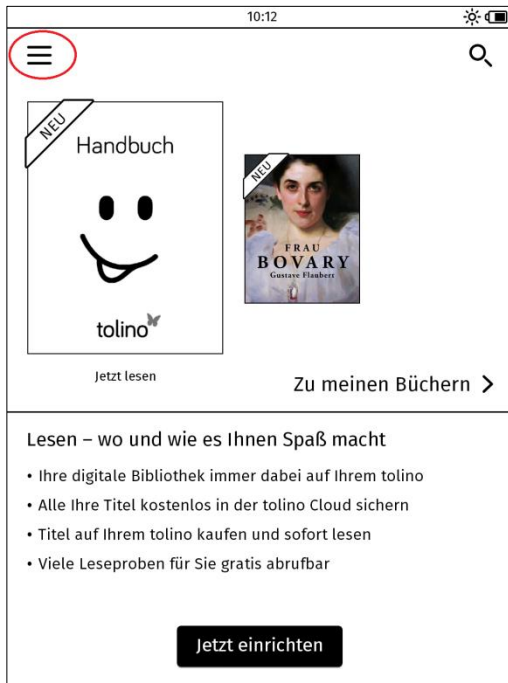 10:12
NEU
Handbuch
tolino
Jetzt lesen
NEU
FRAU
BOVARY
Gustave Flaubert
Zu meinen Büchern
Lesen – wo und wie es Ihnen Spaß macht
• Ihre digitale Bibliothek immer dabei auf Ihrem tolino
• Alle Ihre Titel kostenlos in der tolino Cloud sichern
• Titel auf Ihrem tolino kaufen und sofort lesen
• Viele Leseproben für Sie gratis abrufbar
Jetzt einrichten